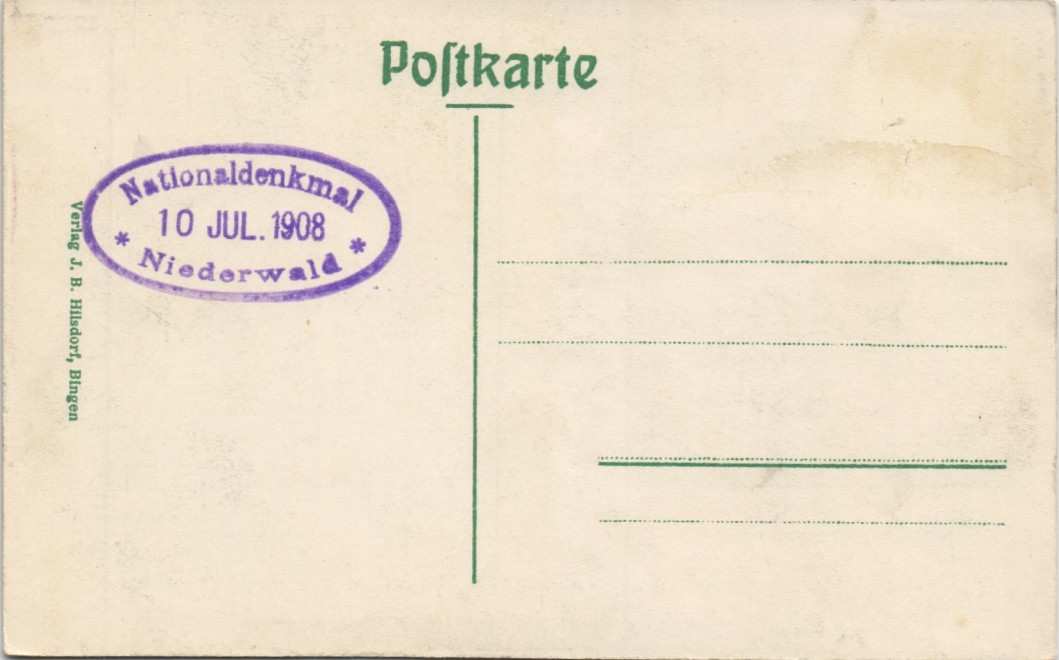 Poſtkarte
Nationaldenkmal
10 JUL. 1908
* Niederwald *
Verlag J. B. Hilsdorf, Bingen